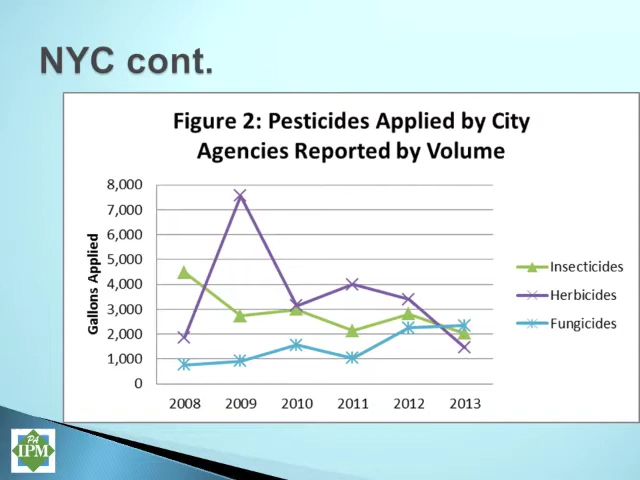 NYC cont.
Figure 2: Pesticides Applied by City
Agencies Reported by Volume
8,000
7,000
6,000
5,000
4,000
3,000
2,000
1,000
0
Gallons Applied
2008 2009 2010 2011 2012 2013
Insecticides
Herbicides
Fungicides
PA
IPM